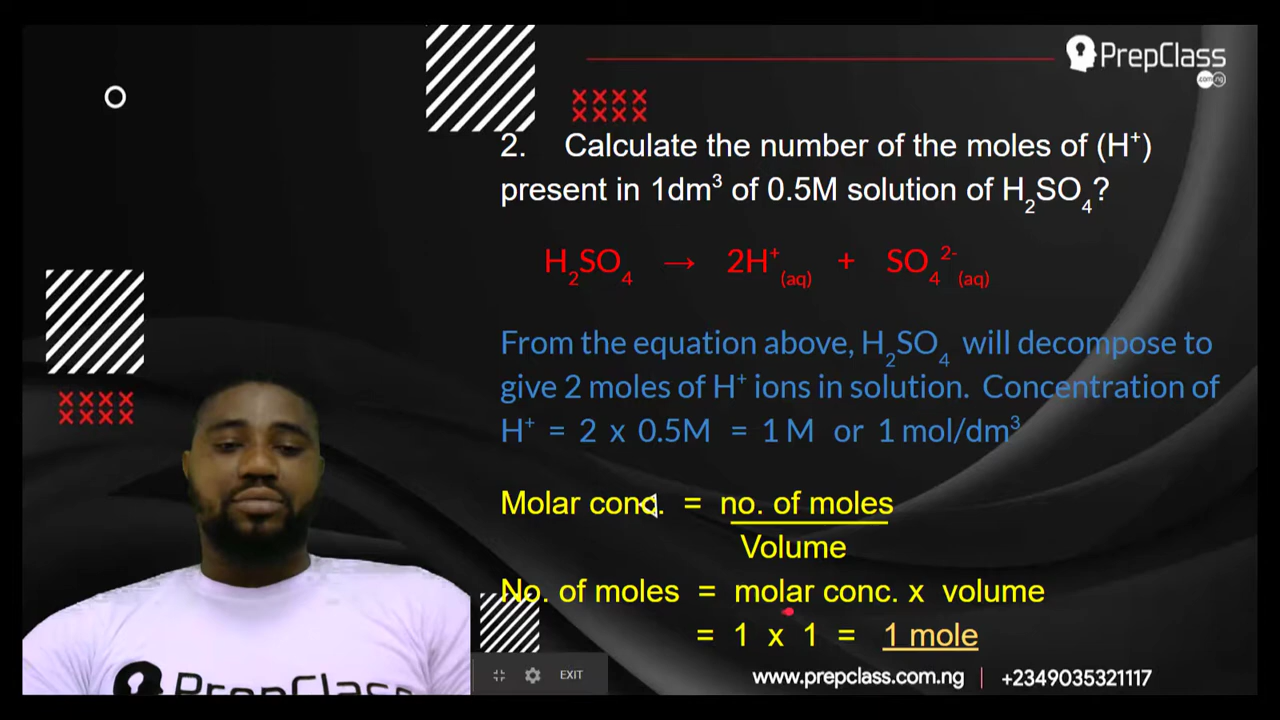 PrepClass
.com.ng
2. Calculate the number of the moles of (H⁺)
present in 1dm³ of 0.5M solution of H₂SO₄?
H₂SO₄ → 2H⁺(aq) + SO₄²⁻(aq)
From the equation above, H₂SO₄ will decompose to
give 2 moles of H⁺ ions in solution. Concentration of
H⁺ = 2 x 0.5M = 1 M or 1 mol/dm³
Molar conc. = no. of moles
Volume
No. of moles = molar conc. x volume
= 1 x 1 = 1 mole
PrepClass
EXIT
www.prepclass.com.ng | +2349035321117